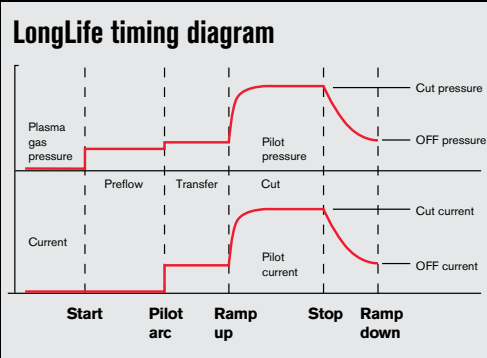 LongLife timing diagram
Cut pressure
Plasma
gas
pressure
Pilot
pressure
OFF pressure
Preflow Transfer Cut
Cut current
Current
Pilot
current
OFF current
Start Pilot arc Ramp up Stop Ramp down